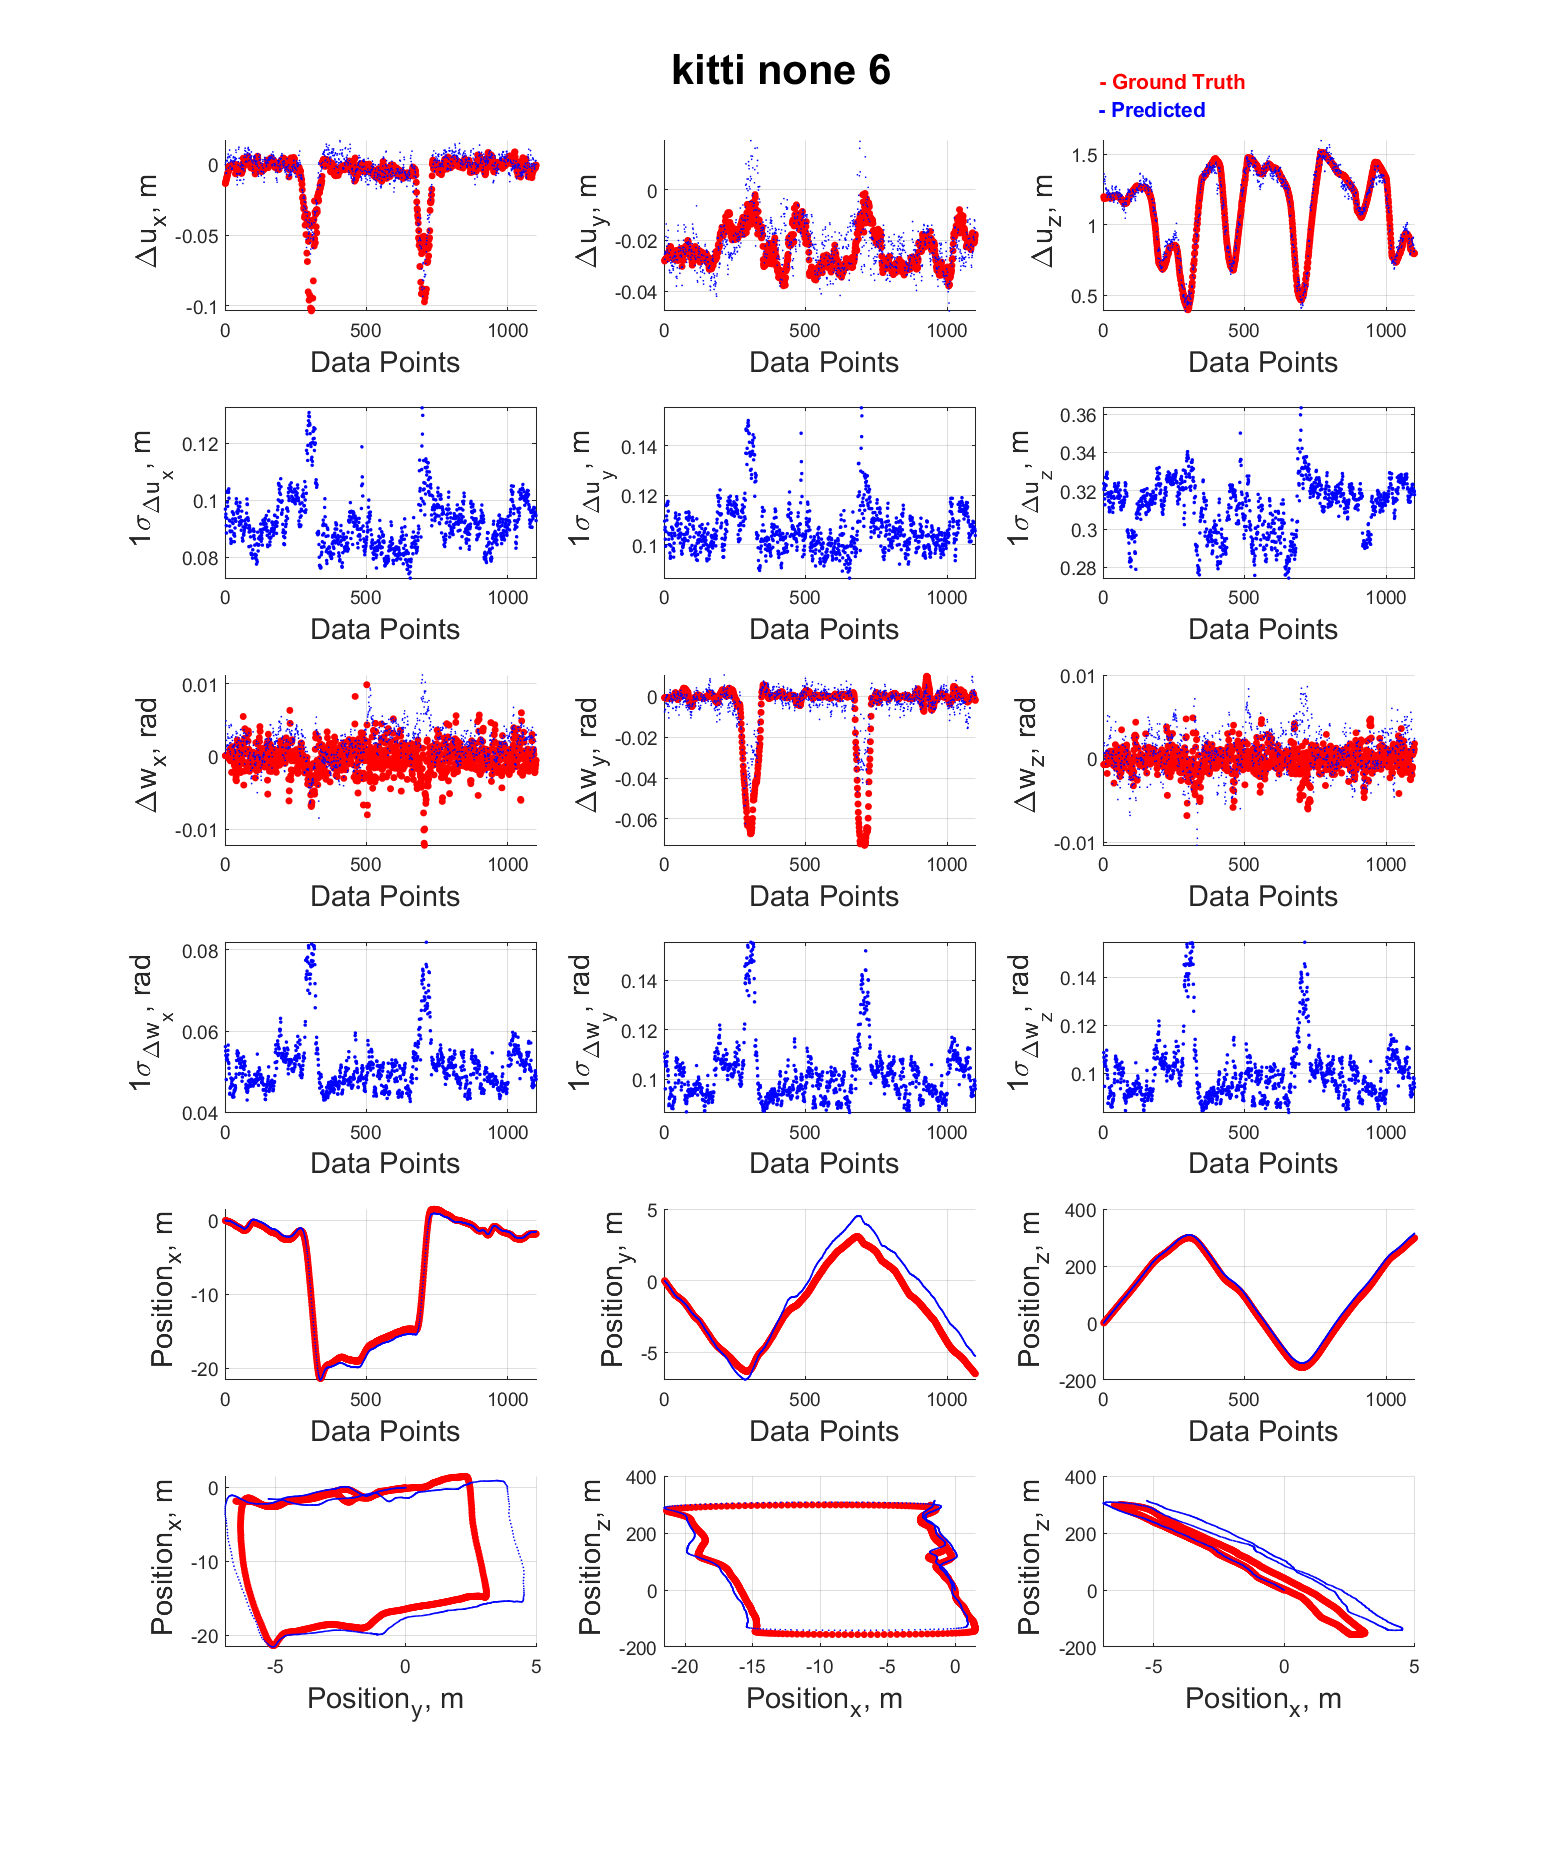 kitti none 6
- Ground Truth
- Predicted
Δu_x, m
0
-0.05
-0.1
0 500 1000
Data Points
Δu_y, m
0
-0.02
-0.04
0 500 1000
Data Points
Δu_z, m
1.5
1
0.5
0 500 1000
Data Points
1σ_Δu_x, m
0.12
0.1
0.08
0 500 1000
Data Points
1σ_Δu_y, m
0.14
0.12
0.1
0 500 1000
Data Points
1σ_Δu_z, m
0.36
0.34
0.32
0.3
0.28
0 500 1000
Data Points
Δw_x, rad
0.01
0
-0.01
0 500 1000
Data Points
Δw_y, rad
0
-0.02
-0.04
-0.06
0 500 1000
Data Points
Δw_z, rad
0.01
0
-0.01
0 500 1000
Data Points
1σ_Δw_x, rad
0.08
0.06
0.04
0 500 1000
Data Points
1σ_Δw_y, rad
0.14
0.12
0.1
0 500 1000
Data Points
1σ_Δw_z, rad
0.14
0.12
0.1
0 500 1000
Data Points
Position_x, m
0
-10
-20
0 500 1000
Data Points
Position_y, m
5
0
-5
0 500 1000
Data Points
Position_z, m
400
200
0
-200
0 500 1000
Data Points
Position_x, m
0
-10
-20
-5 0 5
Position_y, m
Position_z, m
400
200
0
-200
-20 -15 -10 -5 0
Position_x, m
Position_z, m
400
200
0
-200
-5 0 5
Position_x, m